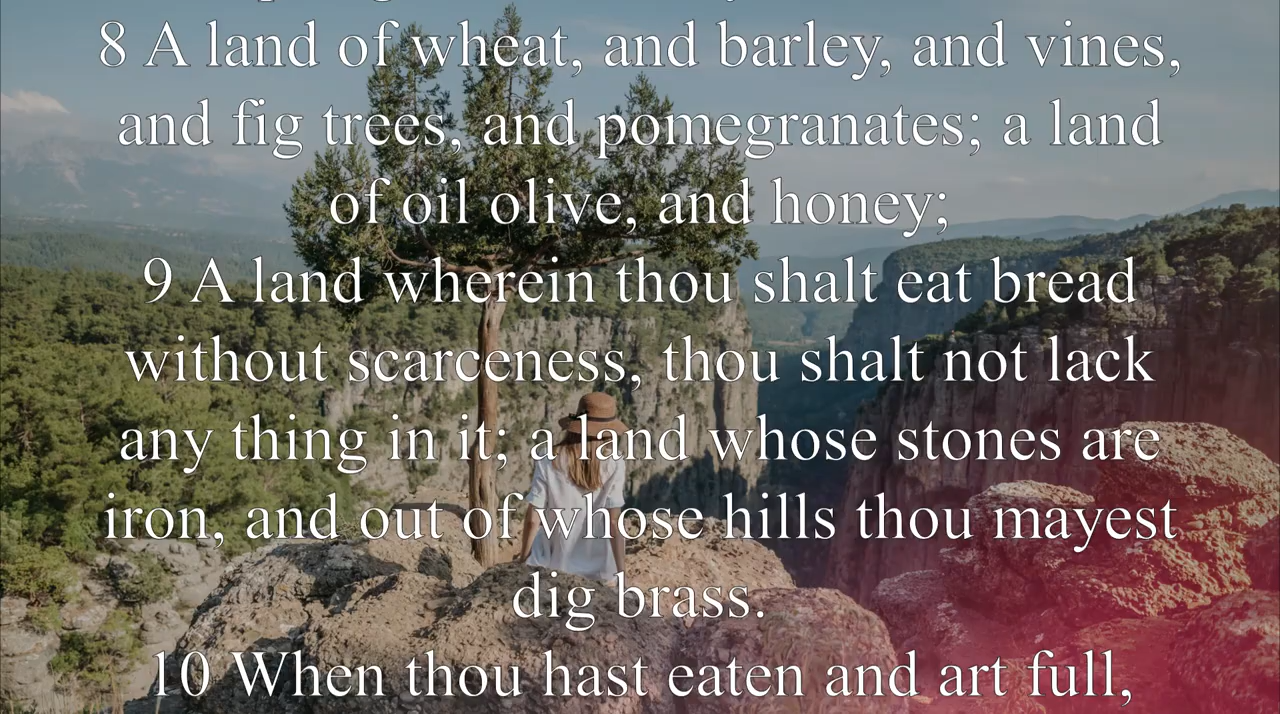 8 A land of wheat, and barley, and vines,
and fig trees, and pomegranates; a land
of oil olive, and honey;
9 A land wherein thou shalt eat bread
without scarceness, thou shalt not lack
any thing in it; a land whose stones are
iron, and out of whose hills thou mayest
dig brass.
10 When thou hast eaten and art full,